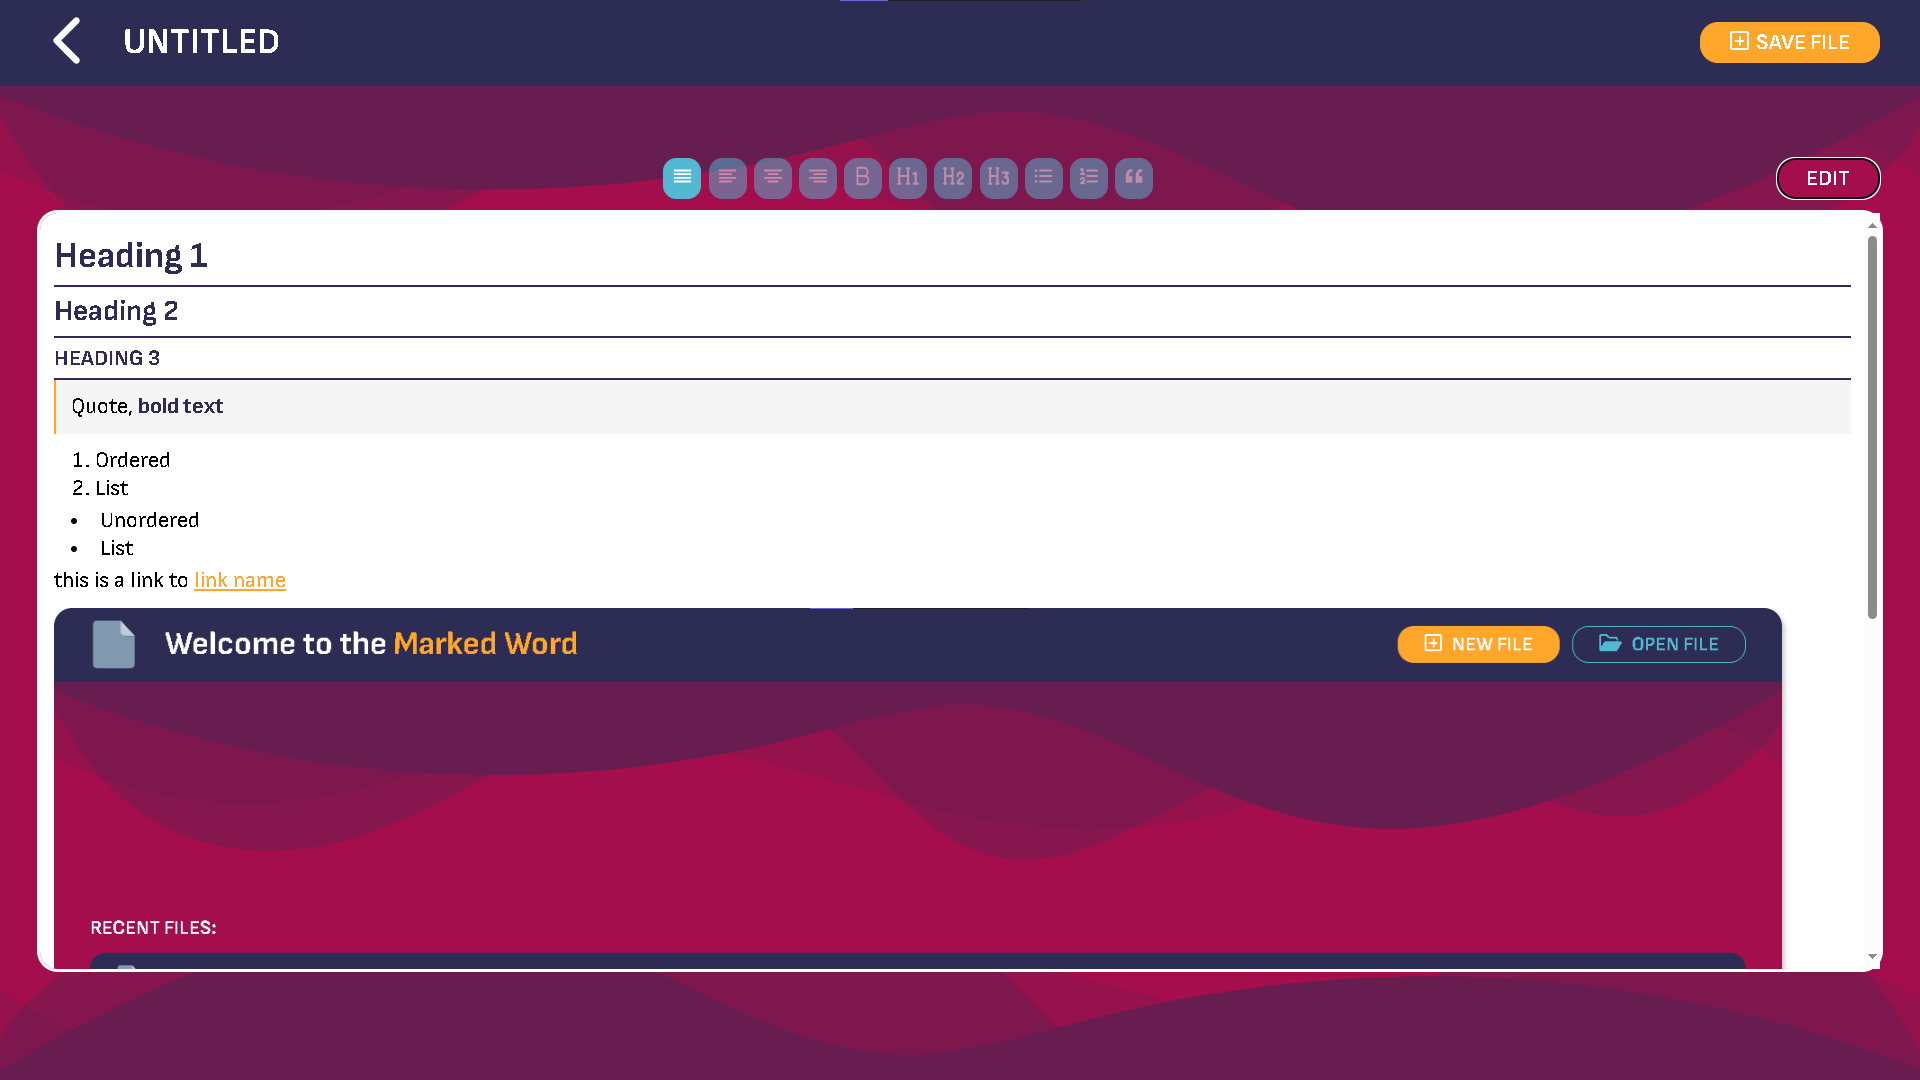 UNTITLED
SAVE FILE
B H1 H2 H3
EDIT
Heading 1
Heading 2
HEADING 3
Quote, bold text
1. Ordered
2. List
• Unordered
• List
this is a link to link name
Welcome to the Marked Word
NEW FILE
OPEN FILE
RECENT FILES: